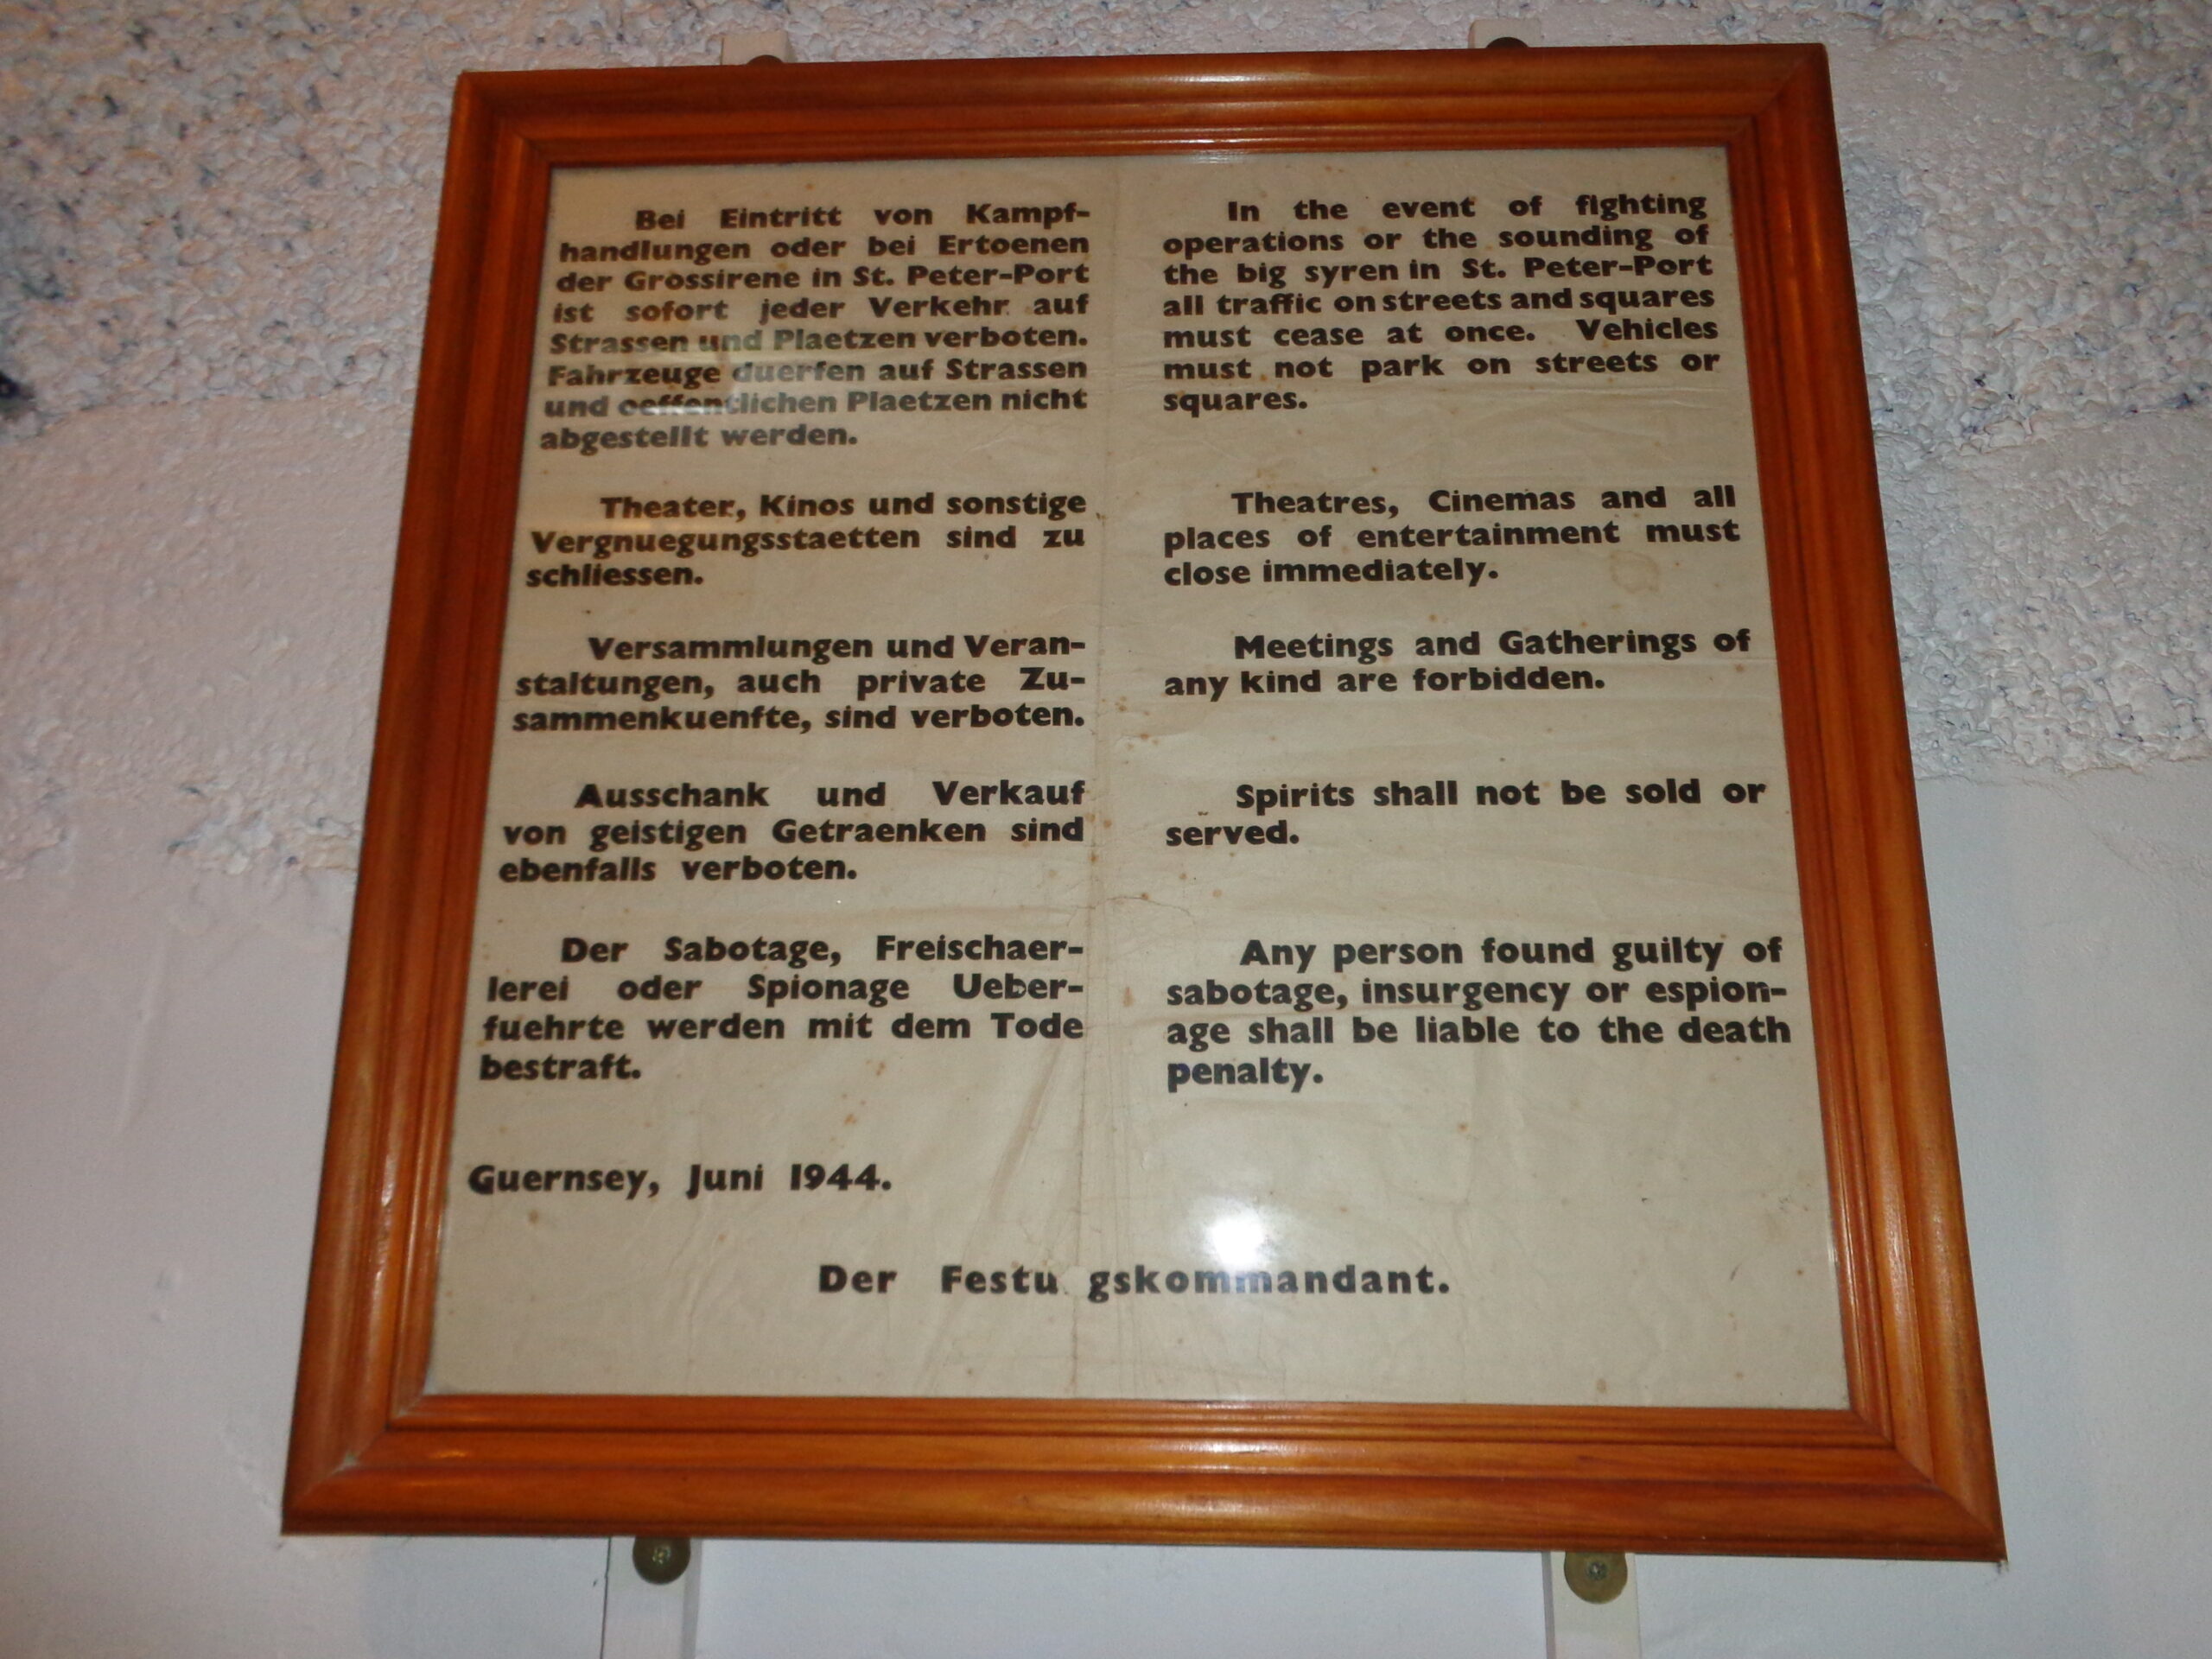 Bei Eintritt von Kampf-
handlungen oder bei Ertoenen
der Grossirene in St. Peter-Port
ist sofort jeder Verkehr auf
Strassen und Plaetzen verboten.
Fahrzeuge duerfen auf Strassen
und oeffentlichen Plaetzen nicht
abgestellt werden.
Theater, Kinos und sonstige
Vergnuegungsstaetten sind zu
schliessen.
Versammlungen und Veran-
staltungen, auch private Zu-
sammenkuenfte, sind verboten.
Ausschank und Verkauf
von geistigen Getraenken sind
ebenfalls verboten.
Der Sabotage, Freischaer-
lerei oder Spionage Ueber-
fuehrte werden mit dem Tode
bestraft.
In the event of fighting
operations or the sounding of
the big syren in St. Peter-Port
all traffic on streets and squares
must cease at once. Vehicles
must not park on streets or
squares.
Theatres, Cinemas and all
places of entertainment must
close immediately.
Meetings and Gatherings of
any kind are forbidden.
Spirits shall not be sold or
served.
Any person found guilty of
sabotage, insurgency or espion-
age shall be liable to the death
penalty.
Guernsey, Juni 1944.
Der Festu gskommandant.